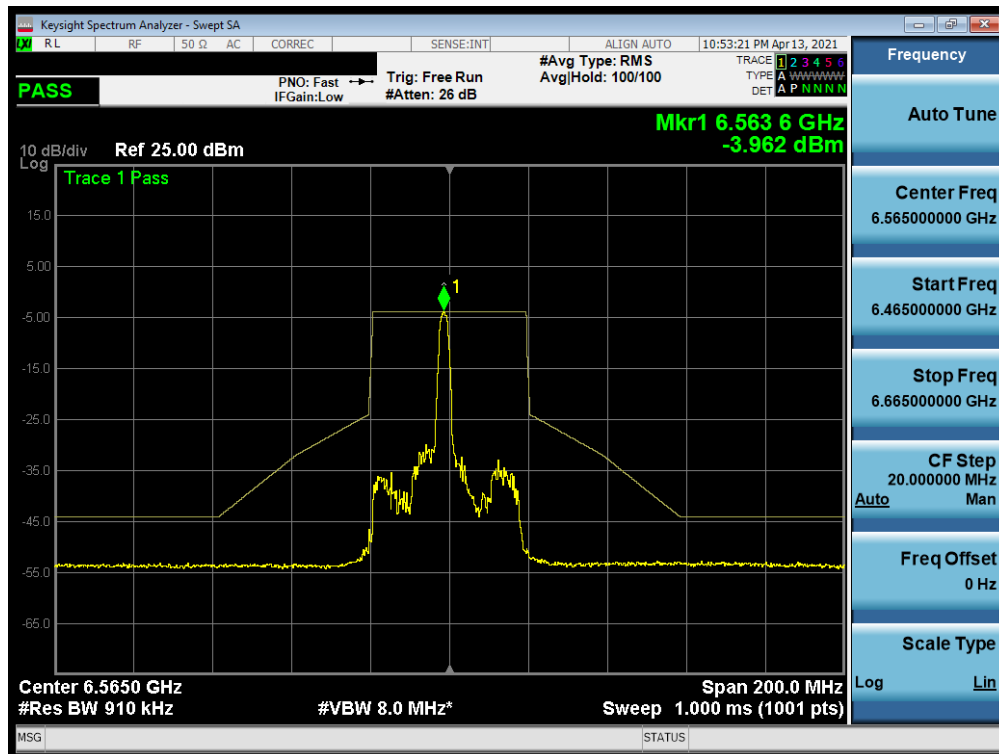 Keysight Spectrum Analyzer - Swept SA
LXI RL RF 50 Ω AC CORREC SENSE:INT ALIGN AUTO 10:53:21 PM Apr 13, 2021
PASS
PNO: Fast
IFGain:Low
Trig: Free Run
#Atten: 26 dB
#Avg Type: RMS
Avg|Hold: 100/100
TRACE 1 2 3 4 5 6
TYPE A WWWWW
DET A P N N N N
Mkr1 6.563 6 GHz
-3.962 dBm
10 dB/div Ref 25.00 dBm
Log
Trace 1 Pass
1
15.0
5.00
-5.00
-15.0
-25.0
-35.0
-45.0
-55.0
-65.0
Center 6.5650 GHz Span 200.0 MHz
#Res BW 910 kHz #VBW 8.0 MHz* Sweep 1.000 ms (1001 pts)
MSG STATUS
Frequency
Auto Tune
Center Freq
6.565000000 GHz
Start Freq
6.465000000 GHz
Stop Freq
6.665000000 GHz
CF Step
20.000000 MHz
Auto Man
Freq Offset
0 Hz
Scale Type
Log Lin